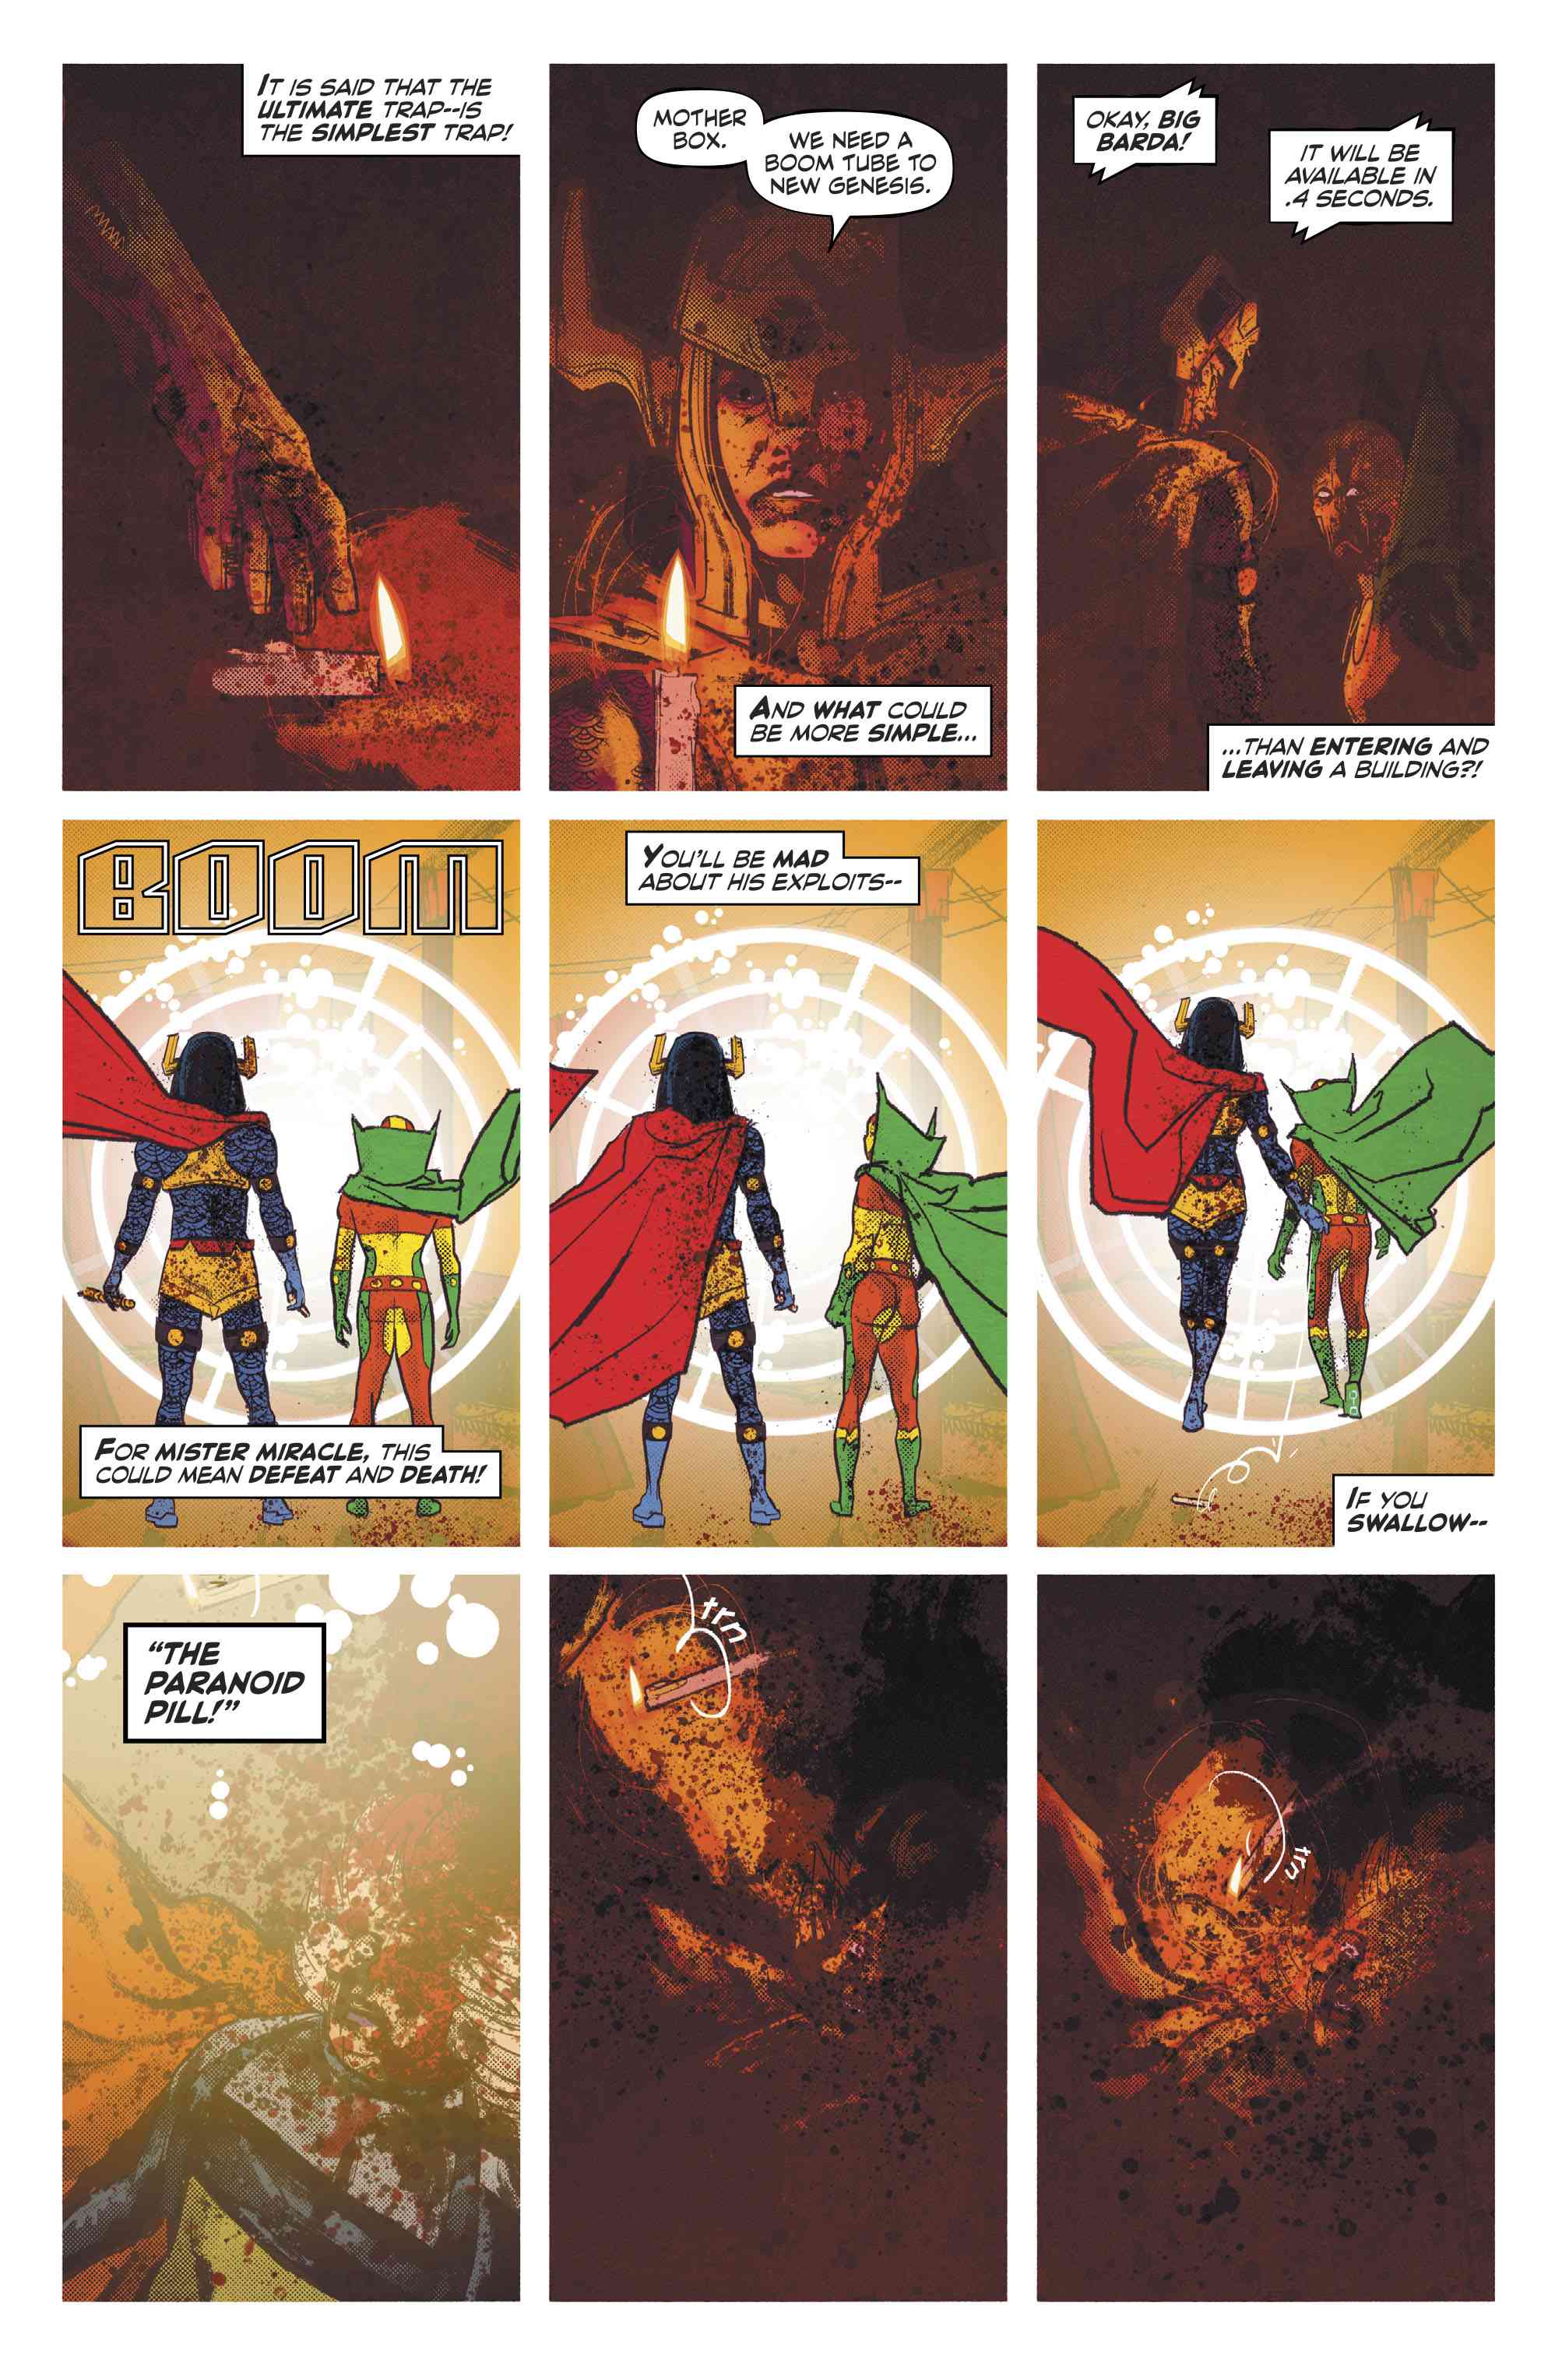 IT IS SAID THAT THE
ULTIMATE TRAP--IS
THE SIMPLEST TRAP!
MOTHER
BOX.
WE NEED A
BOOM TUBE TO
NEW GENESIS.
AND WHAT COULD
BE MORE SIMPLE...
OKAY, BIG
BARDA!
IT WILL BE
AVAILABLE IN
.4 SECONDS.
...THAN ENTERING AND
LEAVING A BUILDING?!
BOOM
FOR MISTER MIRACLE, THIS
COULD MEAN DEFEAT AND DEATH!
YOU'LL BE MAD
ABOUT HIS EXPLOITS--
IF YOU
SWALLOW--
"THE
PARANOID
PILL!"
trn
trn